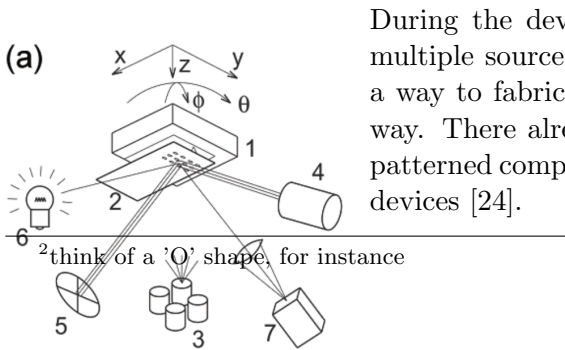 (a)
x
y
z
ϕ
θ
1
2
4
6
5
3
7
During the dev
multiple source
a way to fabric
way. There alre
patterned comp
devices [24].
²think of a 'O' shape, for instance